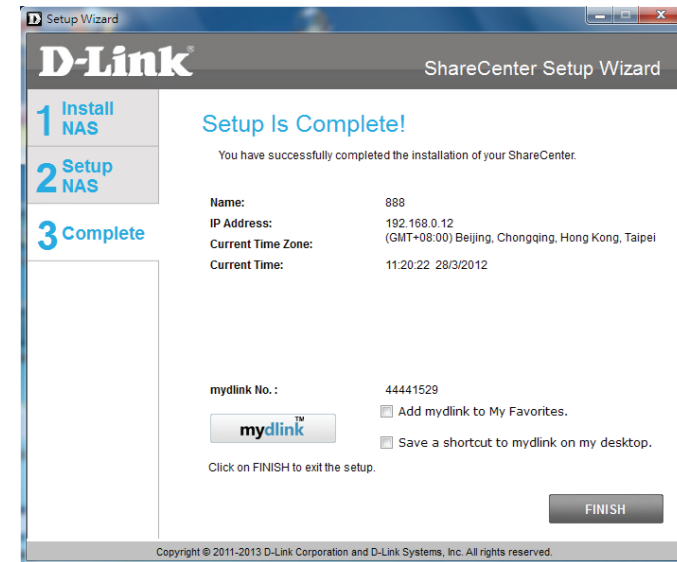 Setup Wizard
D-Link®
ShareCenter Setup Wizard
1 Install NAS
2 Setup NAS
3 Complete
Setup Is Complete!
You have successfully completed the installation of your ShareCenter.
Name: 888
IP Address: 192.168.0.12
Current Time Zone: (GMT+08:00) Beijing, Chongqing, Hong Kong, Taipei
Current Time: 11:20:22 28/3/2012
mydlink No. : 44441529
mydlink™
Add mydlink to My Favorites.
Save a shortcut to mydlink on my desktop.
Click on FINISH to exit the setup.
FINISH
Copyright © 2011-2013 D-Link Corporation and D-Link Systems, Inc. All rights reserved.